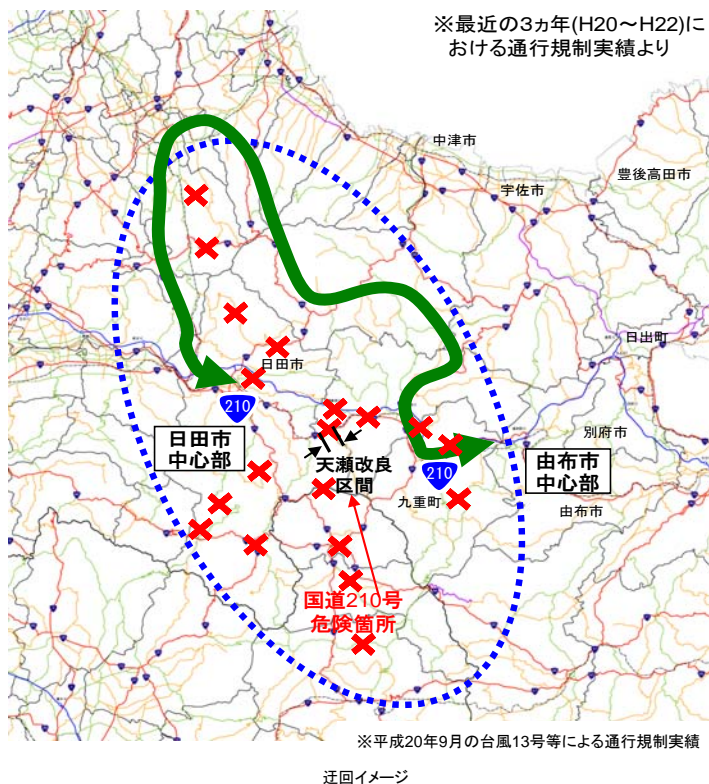 ※最近の3ヵ年(H20～H22)に
おける通行規制実績より
中津市
豊後高田市
宇佐市
日出町
日田市
210
別府市
日田市
中心部
天瀬改良
区間
210
由布市
中心部
九重町
由布市
国道210号
危険箇所
※平成20年9月の台風13号等による通行規制実績
迂回イメージ